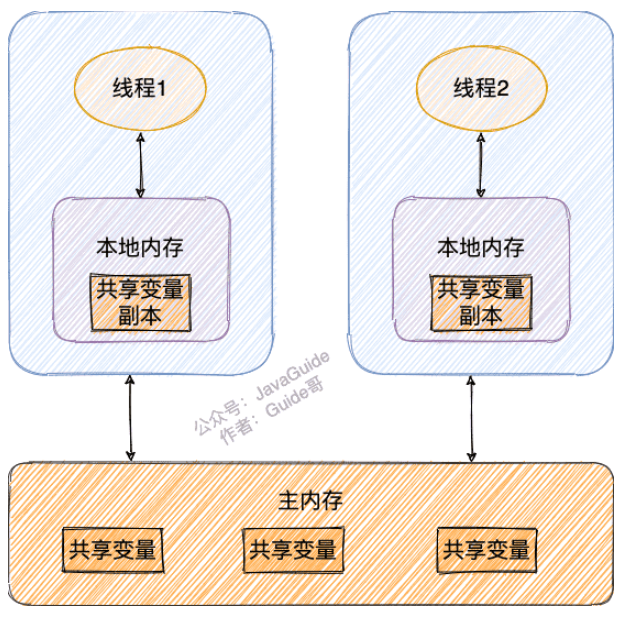 线程1
线程2
本地内存
共享变量
副本
本地内存
共享变量
副本
公众号：JavaGuide
作者：Guide哥
主内存
共享变量
共享变量
共享变量